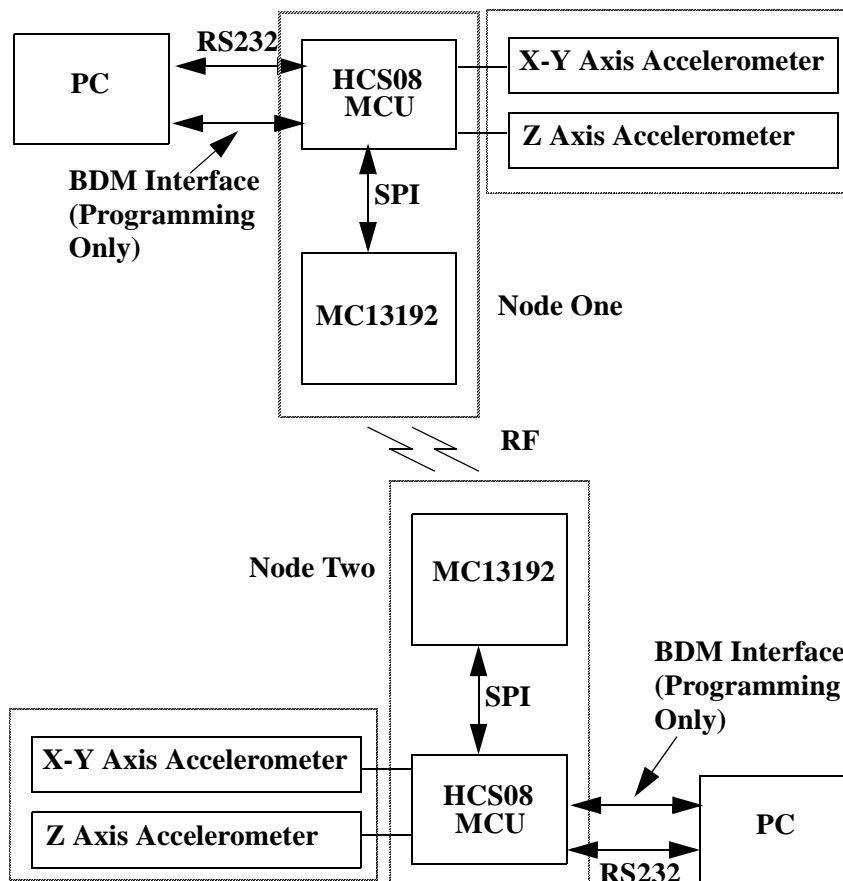 RS232
PC
HCS08
MCU
X-Y Axis Accelerometer
Z Axis Accelerometer
BDM Interface
(Programming
Only)
SPI
MC13192
Node One
RF
Node Two
MC13192
SPI
BDM Interface
(Programming
Only)
X-Y Axis Accelerometer
Z Axis Accelerometer
HCS08
MCU
PC
RS232